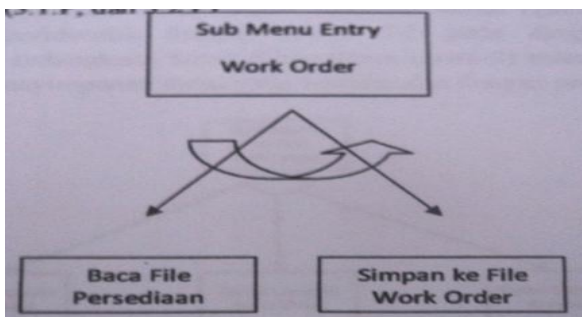 Sub Menu Entry
Work Order
Baca File
Persediaan
Simpan ke File
Work Order